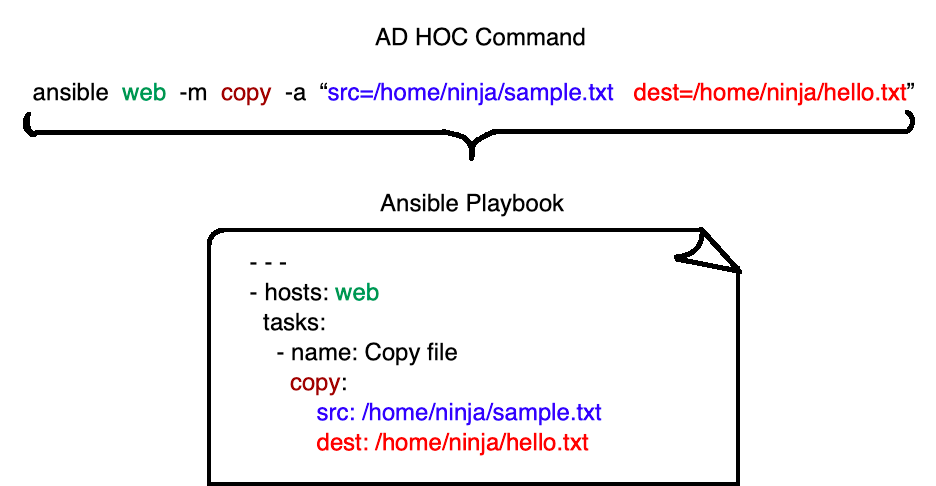 AD HOC Command
ansible web -m copy -a “src=/home/ninja/sample.txt dest=/home/ninja/hello.txt”
Ansible Playbook
- - -
- hosts: web
tasks:
- name: Copy file
copy:
src: /home/ninja/sample.txt
dest: /home/ninja/hello.txt